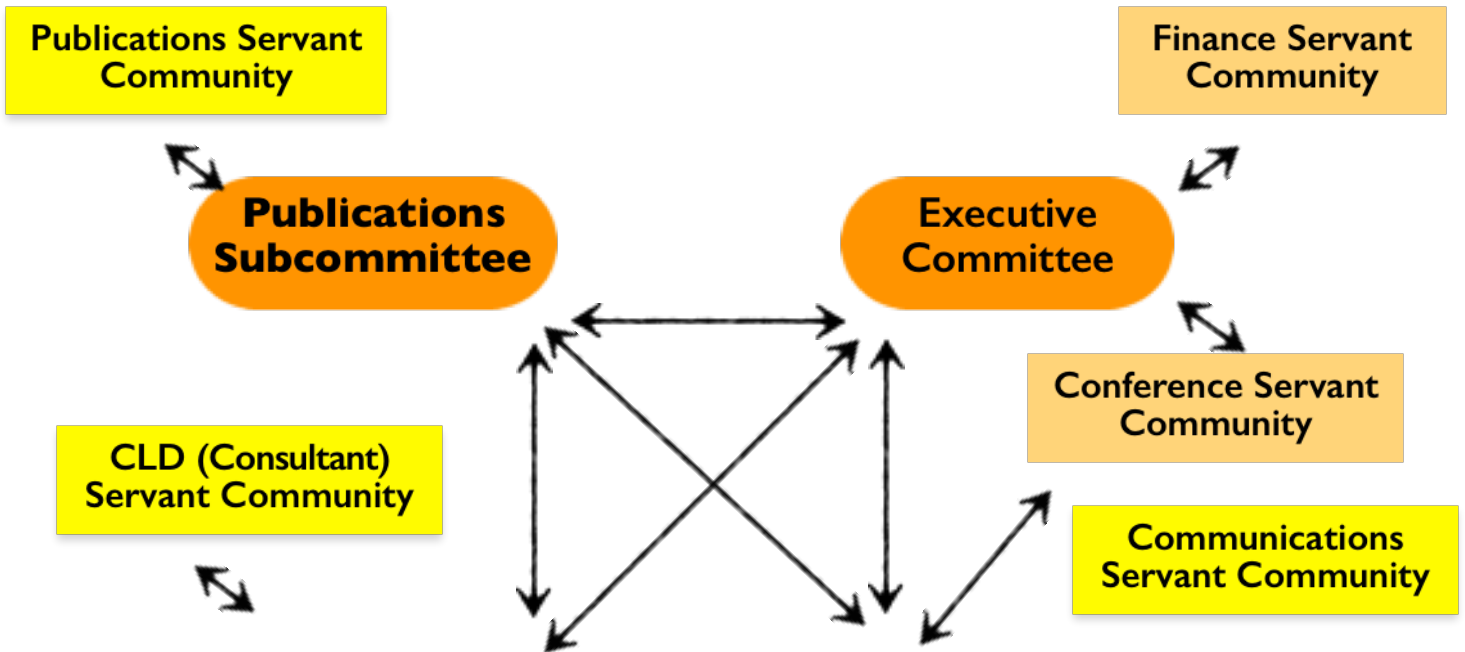 Publications Servant
Community
Finance Servant
Community
Publications
Subcommittee
Executive
Committee
Conference Servant
Community
CLD (Consultant)
Servant Community
Communications
Servant Community